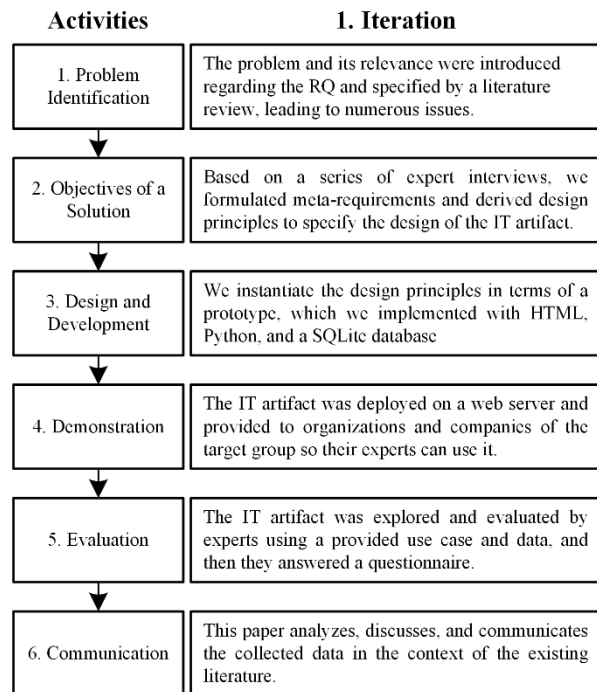 Activities
1. Iteration
1. Problem
Identification
The problem and its relevance were introduced
regarding the RQ and specified by a literature
review, leading to numerous issues.
2. Objectives of a
Solution
Based on a series of expert interviews, we
formulated meta-requirements and derived design
principles to specify the design of the IT artifact.
3. Design and
Development
We instantiate the design principles in terms of a
prototype, which we implemented with HTML,
Python, and a SQLite database
4. Demonstration
The IT artifact was deployed on a web server and
provided to organizations and companies of the
target group so their experts can use it.
5. Evaluation
The IT artifact was explored and evaluated by
experts using a provided use case and data, and
then they answered a questionnaire.
6. Communication
This paper analyzes, discusses, and communicates
the collected data in the context of the existing
literature.